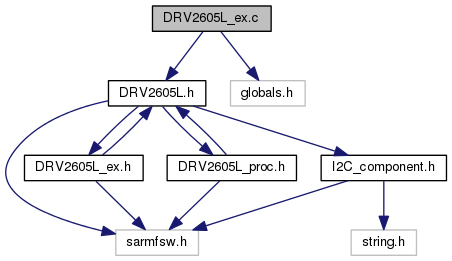 DRV2605L_ex.c
DRV2605L.h
globals.h
DRV2605L_ex.h
DRV2605L_proc.h
I2C_component.h
sarmfsw.h
string.h